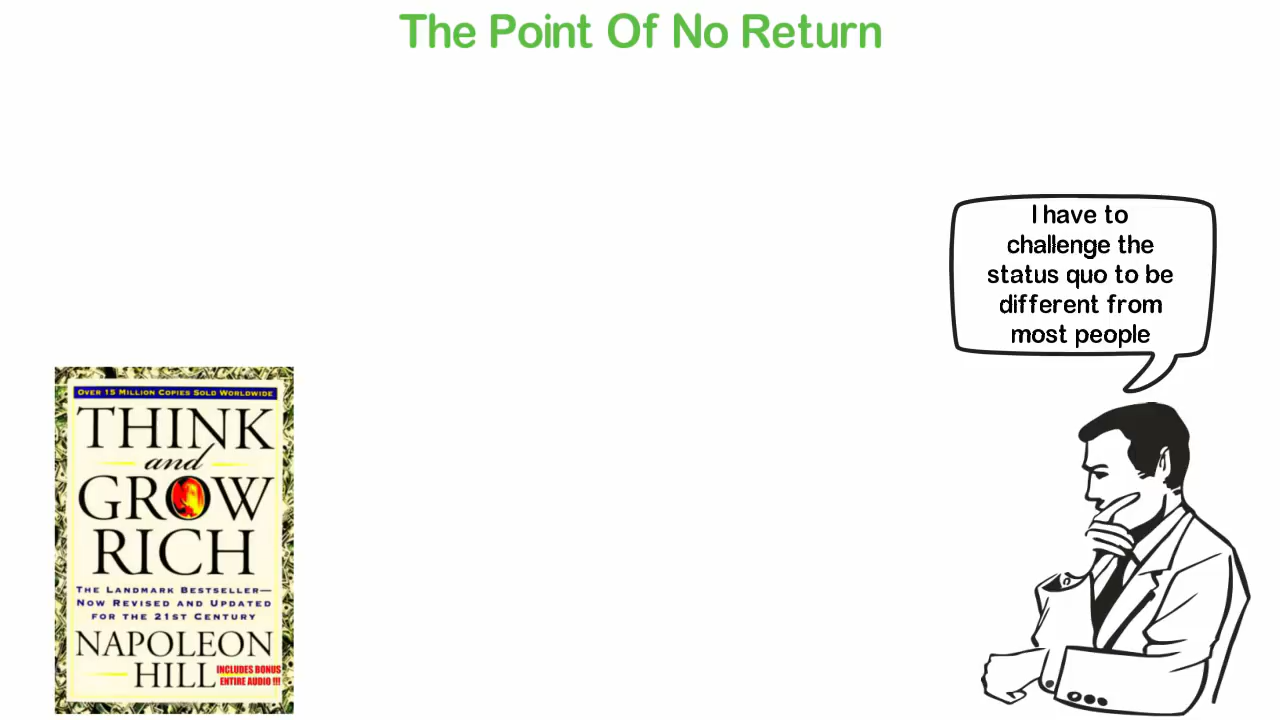 The Point Of No Return
I have to
challenge the
status quo to be
different from
most people
OVER 15 MILLION COPIES SOLD WORLDWIDE
THINK
and
GROW
RICH
THE LANDMARK BESTSELLER—
NOW REVISED AND UPDATED
FOR THE 21ST CENTURY
NAPOLEON
HILL
INCLUDES BONUS
ENTIRE AUDIO !!!